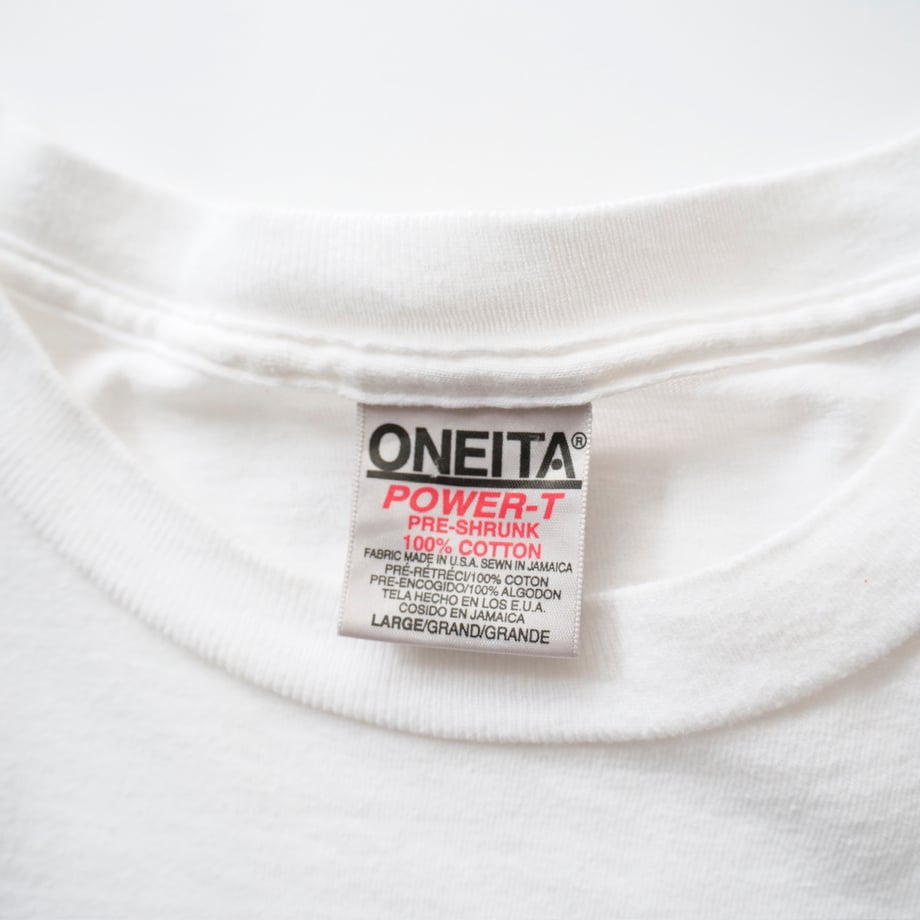 ONEITA®
POWER-T
PRE-SHRUNK
100% COTTON
FABRIC MADE IN U.S.A. SEWN IN JAMAICA
PRÉ-RÉTRÉCI/100% COTON
PRE-ENCOGIDO/100% ALGODON
TELA HECHO EN LOS E.U.A.
COSIDO EN JAMAICA
LARGE/GRAND/GRANDE